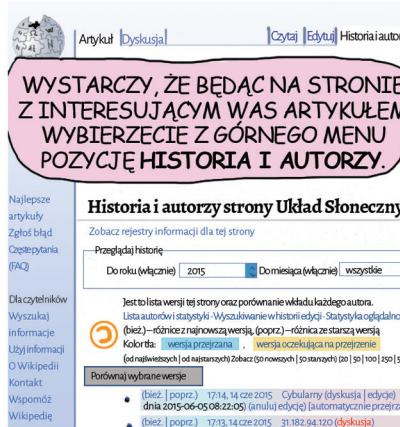 Artykuł Dyskusja Czytaj Edytuj Historia i autorzy
WYSTARCZY, ŻE BĘDĄC NA STRONIE
Z INTERESUJĄCYM WAS ARTYKUŁEM
WYBIERZECIE Z GÓRNEGO MENU
POZYCJĘ HISTORIA I AUTORZY.
Najlepsze
artykuły
Zgłoś błąd
Częste pytania
(FAQ)
Dla czytelników
Wyszukaj
informacje
Użyj informacji
O Wikipedii
Kontakt
Wspomóż
Wikipedię
Historia i autorzy strony Układ Słoneczny
Zobacz rejestry informacji dla tej strony
Przeglądaj historię
Do roku (włącznie) 2015 Do miesiąca (włącznie) wszystkie
Jest to lista wersji tej strony oraz porównanie wkładu każdego autora.
Lista autorów i statystyki · Wyszukiwanie w historii edycji · Statystyka oglądalno
(bież.) – różnice z najnowszą wersją, (poprz.) – różnica ze starszą wersją
Kolor tła: wersja przejrzana , wersja oczekująca na przejrzenie
(od najświeższych | od najstarszych) Zobacz (50 nowszych | 50 starszych) (20 | 50 | 100 | 250 | 5
Porównaj wybrane wersje
(bież. | poprz.) 17:14, 14 cze 2015 Cybularny (dyskusja | edycje)
dnia 2015-06-05 08:22:05) (anuluj edycję) [automatycznie przejrza
(bież. | poprz.) 17:13, 14 cze 2015 31.182.94.120 (dyskusja)